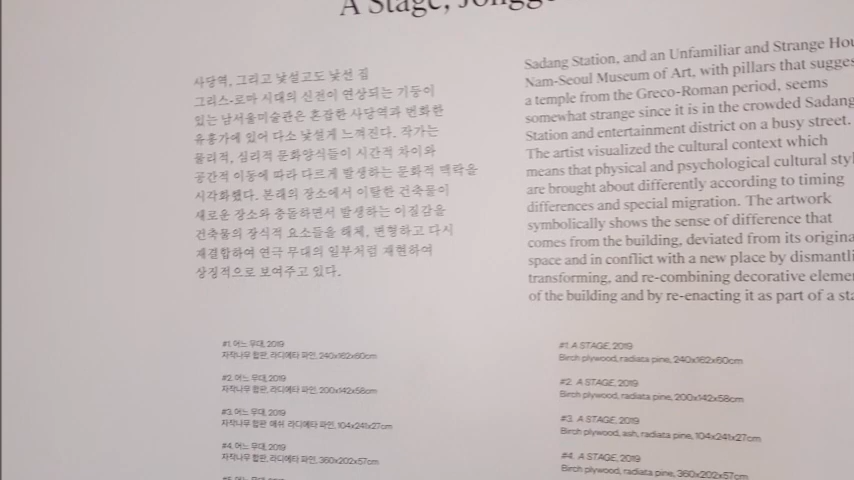 A Stage,
사당역, 그리고 낯설고도 낯선 집
그리스-로마 시대의 신전이 연상되는 기둥이
있는 남서울미술관은 혼잡한 사당역과 번화한
유흥가에 있어 다소 낯설게 느껴진다. 작가는
물리적, 심리적 문화양식들이 시간적 차이와
공간적 이동에 따라 다르게 발생하는 문화적 맥락을
시각화했다. 본래의 장소에서 이탈한 건축물이
새로운 장소와 충돌하면서 발생하는 이질감을
건축물의 장식적 요소들을 해체, 변형하고 다시
재결합하여 연극 무대의 일부처럼 재현하여
상징적으로 보여주고 있다.
Sadang Station, and an Unfamiliar and Strange
Nam-Seoul Museum of Art, with pillars that
a temple from the Greco-Roman period, seems
somewhat strange since it is in the crowded Sadang
Station and entertainment district on a busy street.
The artist visualized the cultural context which
means that physical and psychological cultural
are brought about differently according to timing
differences and special migration. The artwork
symbolically shows the sense of difference that
comes from the building, deviated from its
space and in conflict with a new place by
transforming, and re-combining decorative
of the building and by re-enacting it as part of a
#1. 어느 무대, 2019
자작나무 합판, 라디에타 파인, 240x162x60cm
#2. 어느 무대, 2019
자작나무 합판, 라디에타 파인, 200x142x58cm
#3. 어느 무대, 2019
자작나무 합판, 애쉬, 라디에타 파인, 104x241x27cm
#4. 어느 무대, 2019
자작나무 합판, 라디에타 파인, 360x202x57cm
#1. A STAGE, 2019
Birch plywood, radiata pine, 240x162x60cm
#2. A STAGE, 2019
Birch plywood, radiata pine, 200x142x58cm
#3. A STAGE, 2019
Birch plywood, ash, radiata pine, 104x241x27cm
#4. A STAGE, 2019
Birch plywood, radiata pine, 360x202x57cm